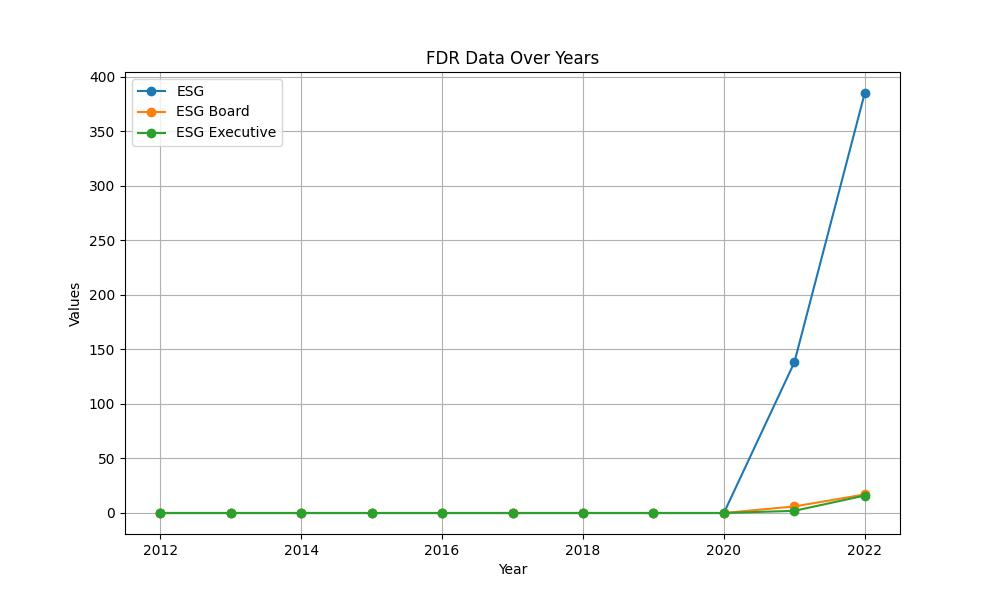 FDR Data Over Years
400
350
300
250
200
150
100
50
0
Values
ESG
ESG Board
ESG Executive
2012
2014
2016
2018
2020
2022
Year